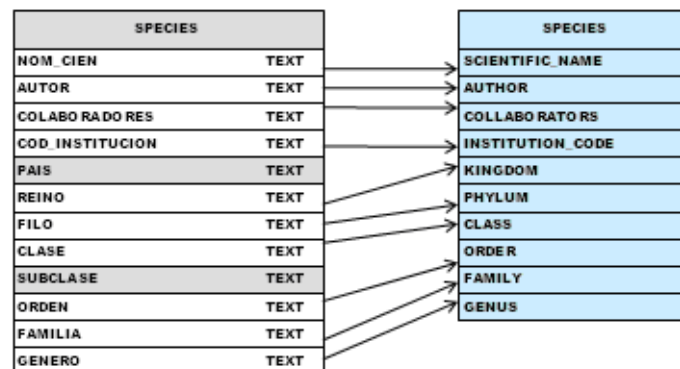 SPECIES
NOM_CIEN TEXT
AUTOR TEXT
COLABORADORES TEXT
COD_INSTITUCION TEXT
PAIS TEXT
REINO TEXT
FILO TEXT
CLASE TEXT
SUBCLASE TEXT
ORDEN TEXT
FAMILIA TEXT
GENERO TEXT
SPECIES
SCIENTIFIC_NAME
AUTHOR
COLLABORATORS
INSTITUTION_CODE
KINGDOM
PHYLUM
CLASS
ORDER
FAMILY
GENUS